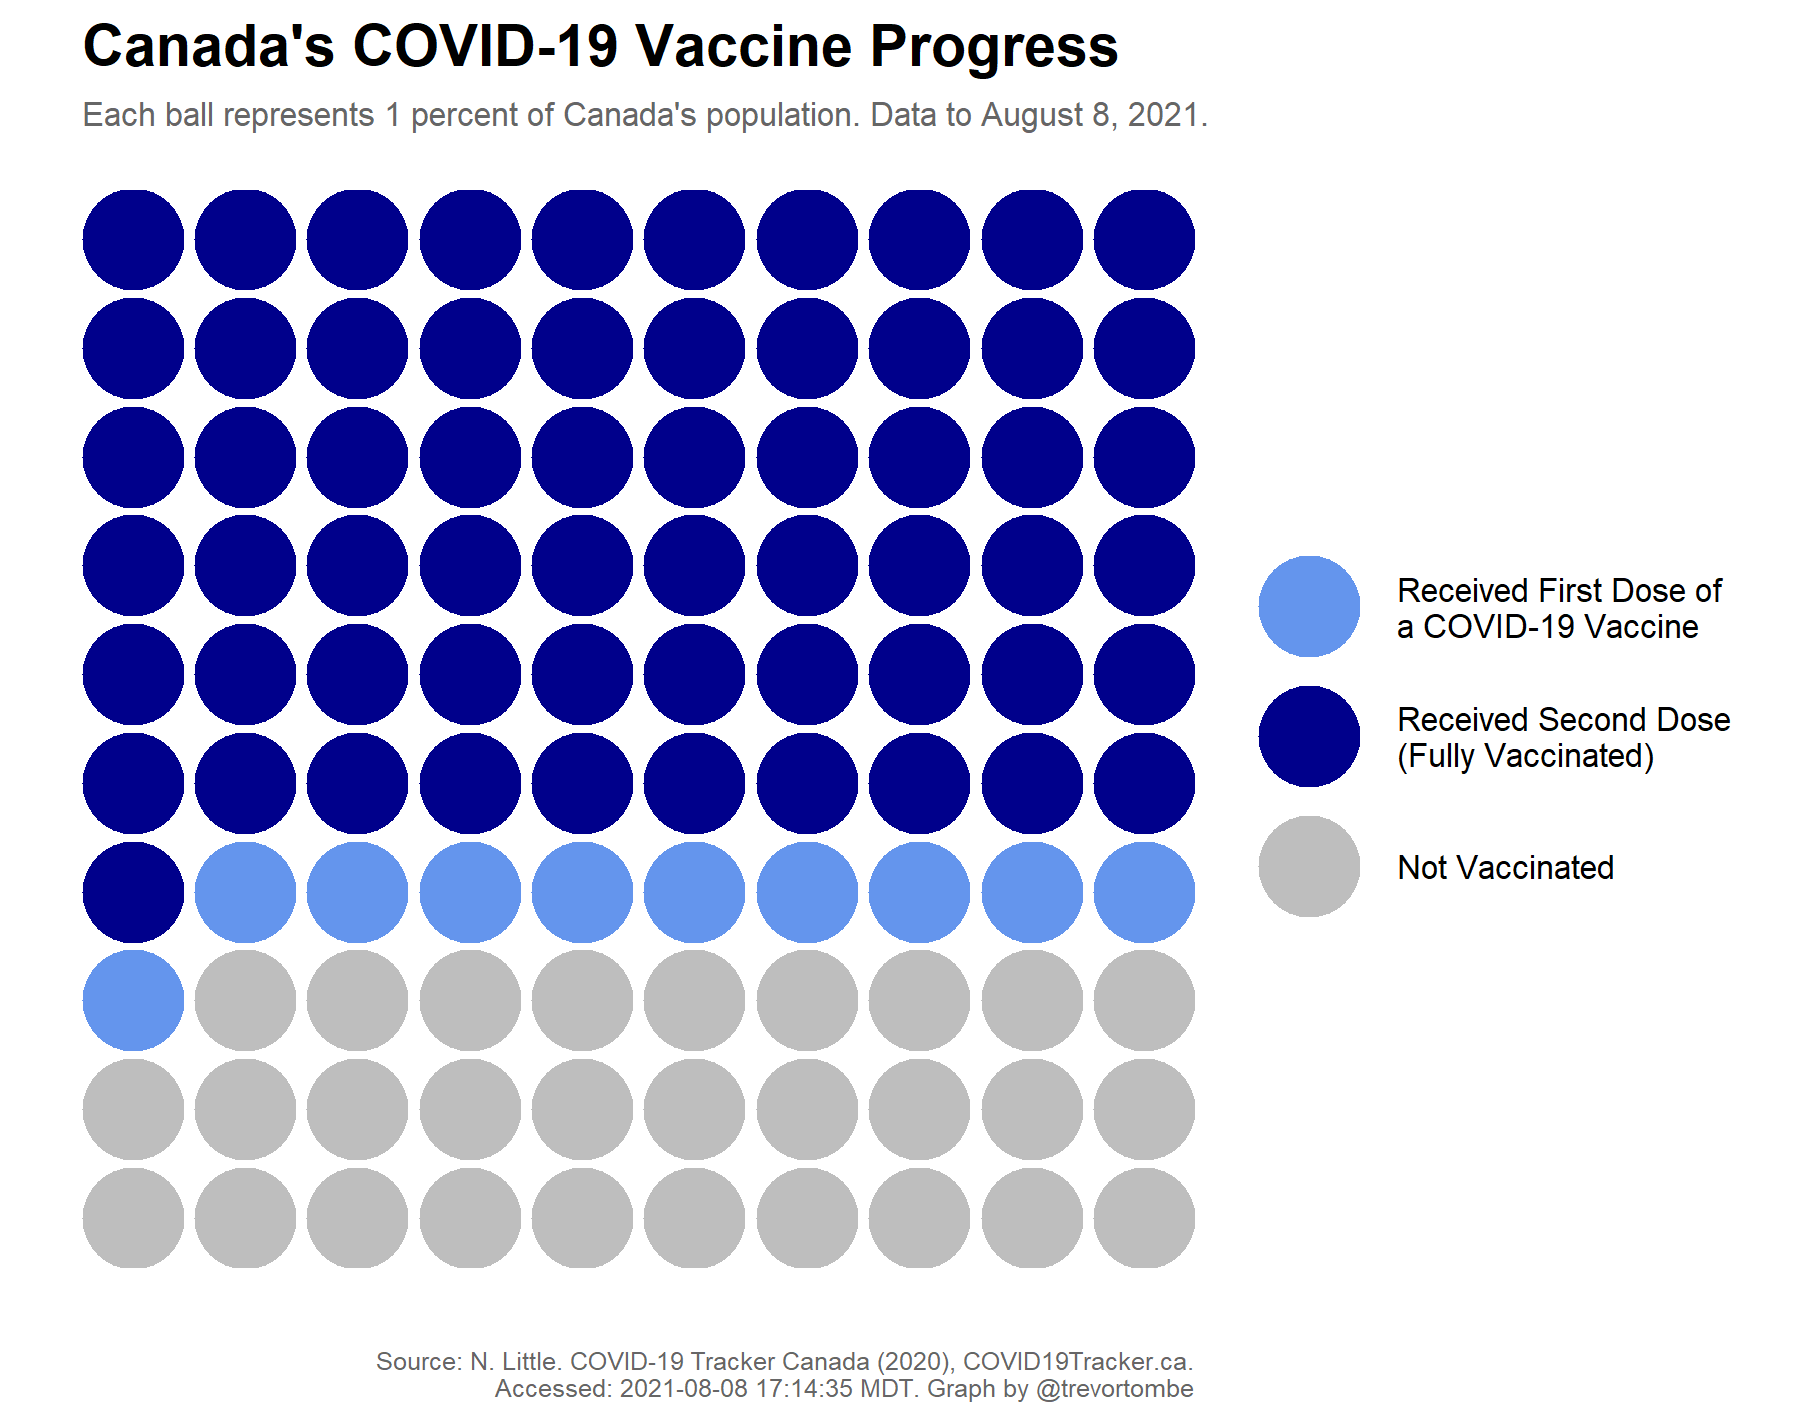 Canada's COVID-19 Vaccine Progress
Each ball represents 1 percent of Canada's population. Data to August 8, 2021.
Received First Dose of
a COVID-19 Vaccine
Received Second Dose
(Fully Vaccinated)
Not Vaccinated
Source: N. Little. COVID-19 Tracker Canada (2020), COVID19Tracker.ca.
Accessed: 2021-08-08 17:14:35 MDT. Graph by @trevortombe